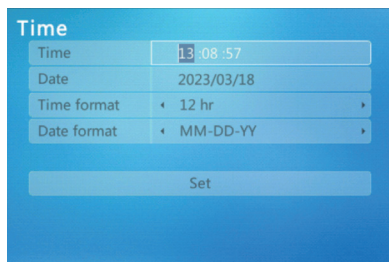 Time
Time 13 :08 :57
Date 2023/03/18
Time format 12 hr
Date format MM-DD-YY
Set